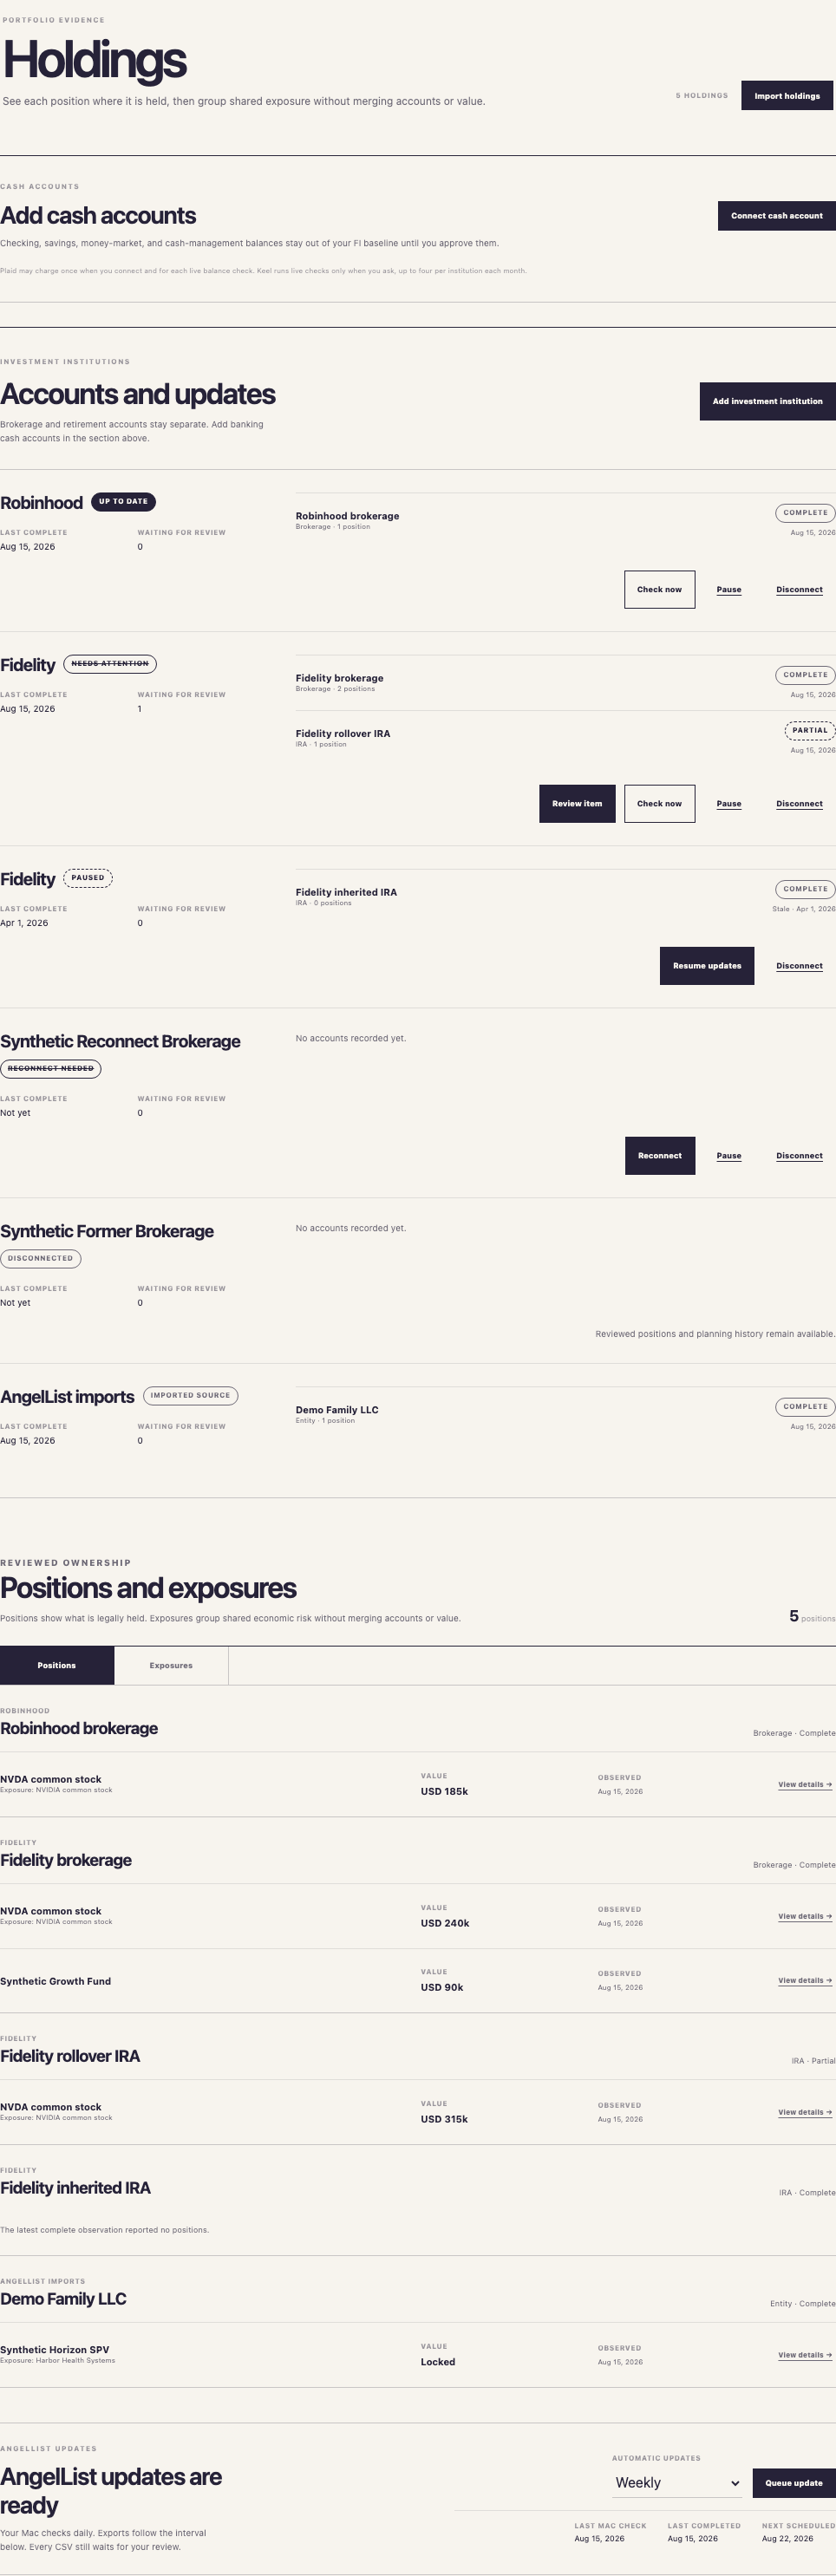 PORTFOLIO EVIDENCE
Holdings
See each position where it is held, then group shared exposure without merging accounts or value.
5 HOLDINGS
Import holdings
CASH ACCOUNTS
Add cash accounts
Connect cash account
Checking, savings, money-market, and cash-management balances stay out of your FI baseline until you approve them.
Plaid may charge once when you connect and for each live balance check. Keel runs live checks only when you ask, up to four per institution each month.
INVESTMENT INSTITUTIONS
Accounts and updates
Add investment institution
Brokerage and retirement accounts stay separate. Add banking
cash accounts in the section above.
Robinhood UP TO DATE
LAST COMPLETE WAITING FOR REVIEW
Aug 15, 2026 0
Robinhood brokerage COMPLETE
Brokerage · 1 position Aug 15, 2026
Check now Pause Disconnect
Fidelity NEEDS ATTENTION
LAST COMPLETE WAITING FOR REVIEW
Aug 15, 2026 1
Fidelity brokerage COMPLETE
Brokerage · 2 positions Aug 15, 2026
Fidelity rollover IRA PARTIAL
IRA · 1 position Aug 15, 2026
Review item Check now Pause Disconnect
Fidelity PAUSED
LAST COMPLETE WAITING FOR REVIEW
Apr 1, 2026 0
Fidelity inherited IRA COMPLETE
IRA · 0 positions Stale · Apr 1, 2026
Resume updates Disconnect
Synthetic Reconnect Brokerage
RECONNECT NEEDED
LAST COMPLETE WAITING FOR REVIEW
Not yet 0
No accounts recorded yet.
Reconnect Pause Disconnect
Synthetic Former Brokerage
DISCONNECTED
LAST COMPLETE WAITING FOR REVIEW
Not yet 0
No accounts recorded yet.
Reviewed positions and planning history remain available.
AngelList imports IMPORTED SOURCE
LAST COMPLETE WAITING FOR REVIEW
Aug 15, 2026 0
Demo Family LLC COMPLETE
Entity · 1 position Aug 15, 2026
REVIEWED OWNERSHIP
Positions and exposures
Positions show what is legally held. Exposures group shared economic risk without merging accounts or value.
5 positions
Positions Exposures
ROBINHOOD
Robinhood brokerage
Brokerage · Complete
NVDA common stock
Exposure: NVIDIA common stock
VALUE
USD 185k
OBSERVED
Aug 15, 2026
View details →
FIDELITY
Fidelity brokerage
Brokerage · Complete
NVDA common stock
Exposure: NVIDIA common stock
VALUE
USD 240k
OBSERVED
Aug 15, 2026
View details →
Synthetic Growth Fund
VALUE
USD 90k
OBSERVED
Aug 15, 2026
View details →
FIDELITY
Fidelity rollover IRA
IRA · Partial
NVDA common stock
Exposure: NVIDIA common stock
VALUE
USD 315k
OBSERVED
Aug 15, 2026
View details →
FIDELITY
Fidelity inherited IRA
IRA · Complete
The latest complete observation reported no positions.
ANGELLIST IMPORTS
Demo Family LLC
Entity · Complete
Synthetic Horizon SPV
Exposure: Harbor Health Systems
VALUE
Locked
OBSERVED
Aug 15, 2026
View details →
ANGELLIST UPDATES
AngelList updates are
ready
Your Mac checks daily. Exports follow the interval
below. Every CSV still waits for your review.
AUTOMATIC UPDATES
Weekly
Queue update
LAST MAC CHECK LAST COMPLETED NEXT SCHEDULED
Aug 15, 2026 Aug 15, 2026 Aug 22, 2026